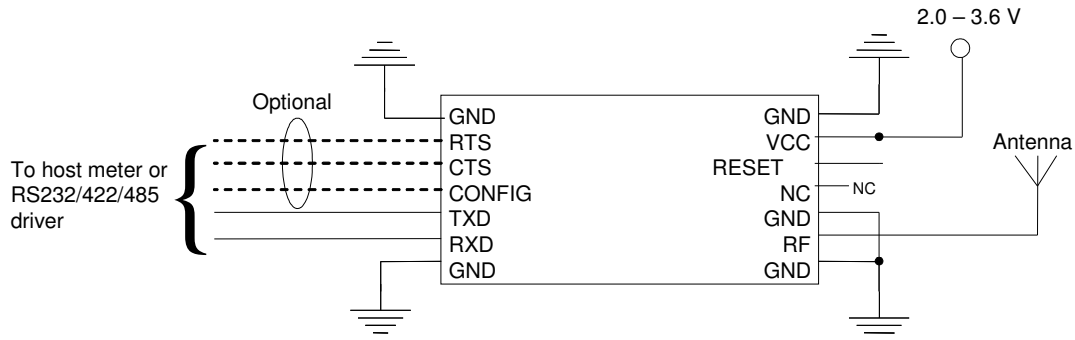 2.0 – 3.6 V
Optional
To host meter or
RS232/422/485
driver
GND
RTS
CTS
CONFIG
TXD
RXD
GND
GND
VCC
RESET
NC
GND
RF
GND
NC
Antenna